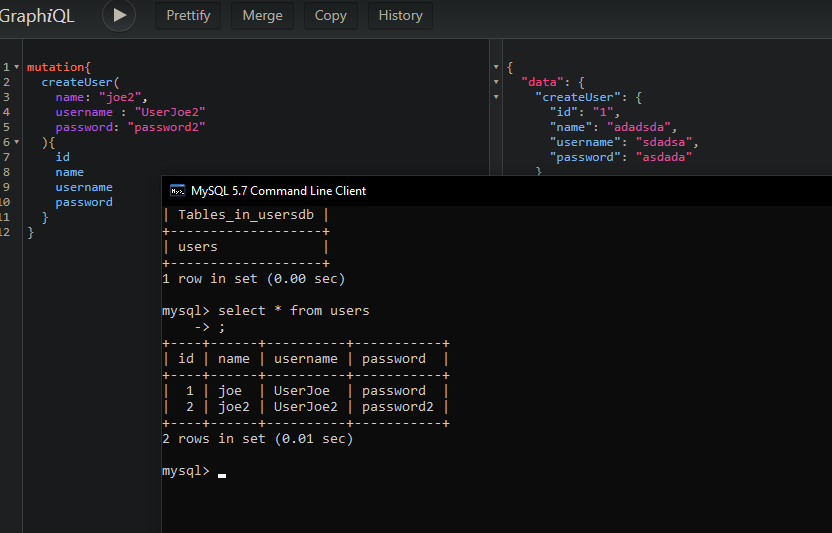 GraphiQL
Prettify
Merge
Copy
History
1 mutation{
2 createUser(
3 name: "joe2",
4 username : "UserJoe2"
5 password: "password2"
6 ){
7 id
8 name
9 username
10 password
11 }
12 }
{
"data": {
"createUser": {
"id": "1",
"name": "adadsda",
"username": "sdadsa",
"password": "asdada"
}
MySQL 5.7 Command Line Client
| Tables_in_usersdb |
+-------------------+
| users             |
+-------------------+
1 row in set (0.00 sec)
mysql> select * from users
    -> ;
+----+------+----------+-----------+
| id | name | username | password  |
+----+------+----------+-----------+
|  1 | joe  | UserJoe  | password  |
|  2 | joe2 | UserJoe2 | password2 |
+----+------+----------+-----------+
2 rows in set (0.01 sec)
mysql>